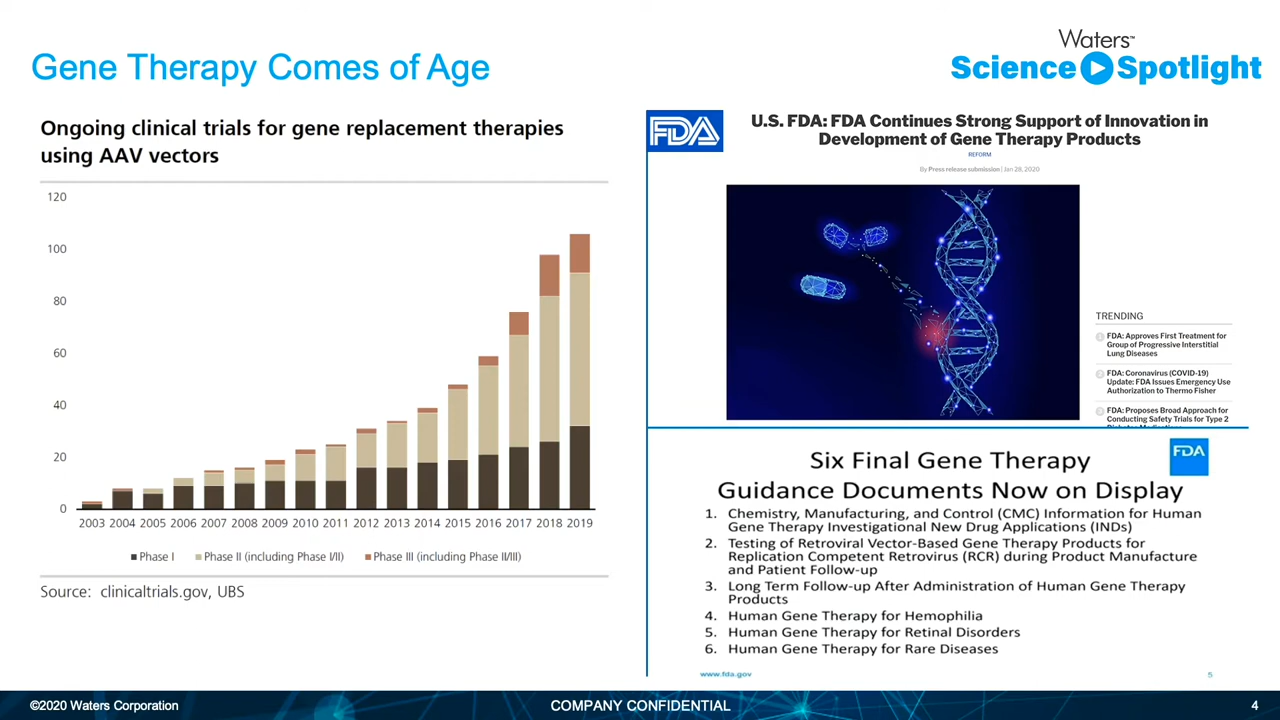 Gene Therapy Comes of Age
Waters™
Science Spotlight
Ongoing clinical trials for gene replacement therapies
using AAV vectors
120
100
80
60
40
20
0
2003 2004 2005 2006 2007 2008 2009 2010 2011 2012 2013 2014 2015 2016 2017 2018 2019
Phase I Phase II (including Phase I/II) Phase III (including Phase II/III)
Source: clinicaltrials.gov, UBS
FDA
U.S. FDA: FDA Continues Strong Support of Innovation in
Development of Gene Therapy Products
REFORM
By Press release submission | Jan 28, 2020
TRENDING
1 FDA: Approves First Treatment for
Group of Progressive Interstitial
Lung Diseases
2 FDA: Coronavirus (COVID-19)
Update: FDA Issues Emergency Use
Authorization to Thermo Fisher
3 FDA: Proposes Broad Approach for
Conducting Safety Trials for Type 2
FDA
Six Final Gene Therapy
Guidance Documents Now on Display
1. Chemistry, Manufacturing, and Control (CMC) Information for Human
Gene Therapy Investigational New Drug Applications (INDs)
2. Testing of Retroviral Vector-Based Gene Therapy Products for
Replication Competent Retrovirus (RCR) during Product Manufacture
and Patient Follow-up
3. Long Term Follow-up After Administration of Human Gene Therapy
Products
4. Human Gene Therapy for Hemophilia
5. Human Gene Therapy for Retinal Disorders
6. Human Gene Therapy for Rare Diseases
www.fda.gov
5
©2020 Waters Corporation
COMPANY CONFIDENTIAL
4